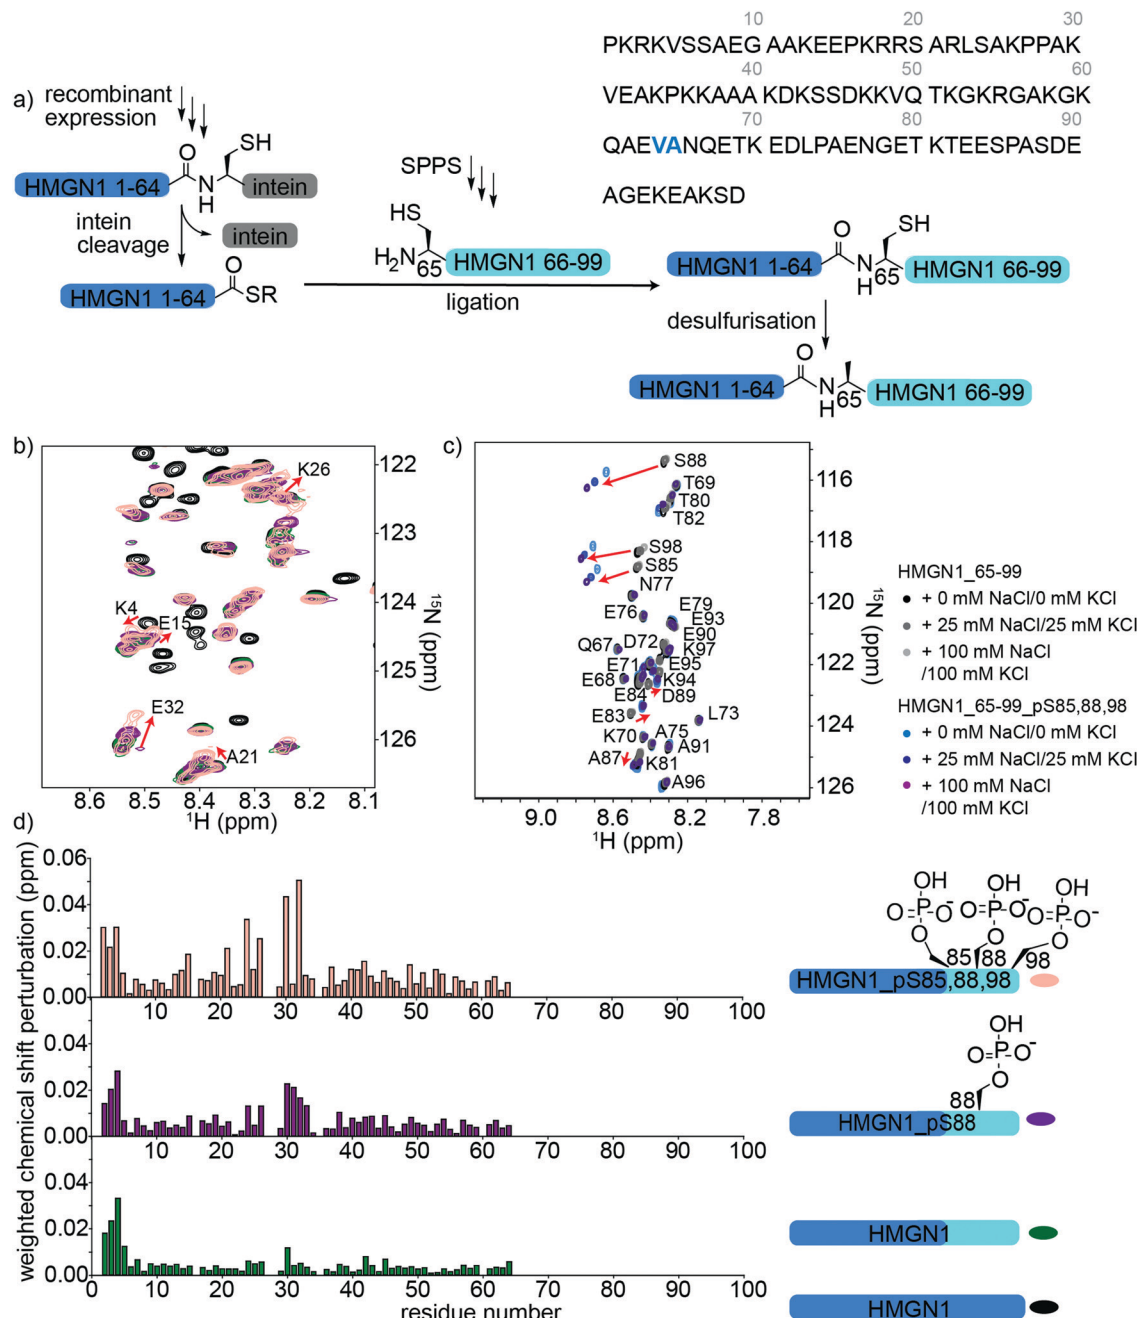 10 20 30
PKRKVSSAEG AAKEEPKRRS ARLSAKPPAK
40 50 60
VEAKPKKAAA KDKSSDKKVQ TKGKRGAKGK
70 80 90
QAEVANQETK EDLPAENGET KTEESPASDE
AGEKEAKSD
a)
recombinant
expression
O
SH
HMGN1 1-64
N
H
intein
intein
cleavage
intein
O
HMGN1 1-64
SR
SPPS
HS
H2N
65
HMGN1 66-99
ligation
O
SH
HMGN1 1-64
N
H
65
HMGN1 66-99
desulfurisation
O
HMGN1 1-64
N
H
65
HMGN1 66-99
b)
K26
K4
E15
E32
A21
122
123
124
125
126
15N (ppm)
8.6 8.5 8.4 8.3 8.2 8.1
1H (ppm)
c)
S88
T69
T80
T82
S98
S85
N77
E79
E76
E93
E90
Q67
D72
K97
E71
E95
E68
K94
E84
D89
E83
L73
K70
A75
A87
A91
K81
A96
116
118
120
122
124
126
15N (ppm)
9.0 8.6 8.2 7.8
1H (ppm)
HMGN1_65-99
+ 0 mM NaCl/0 mM KCl
+ 25 mM NaCl/25 mM KCl
+ 100 mM NaCl
/100 mM KCl
HMGN1_65-99_pS85,88,98
+ 0 mM NaCl/0 mM KCl
+ 25 mM NaCl/25 mM KCl
+ 100 mM NaCl
/100 mM KCl
d)
weighted chemical shift perturbation (ppm)
0.06
0.04
0.02
0.00
10 20 30 40 50 60 70 80 90 100
0.04
0.02
0.00
10 20 30 40 50 60 70 80 90 100
0.04
0.02
0.00
0 10 20 30 40 50 60 70 80 90 100
residue number
OH OH OH
O=P-O- O=P-O- O=P-O-
O O O
85 88 98
HMGN1_pS85,88,98
OH
O=P-O-
O
88
HMGN1_pS88
HMGN1
HMGN1